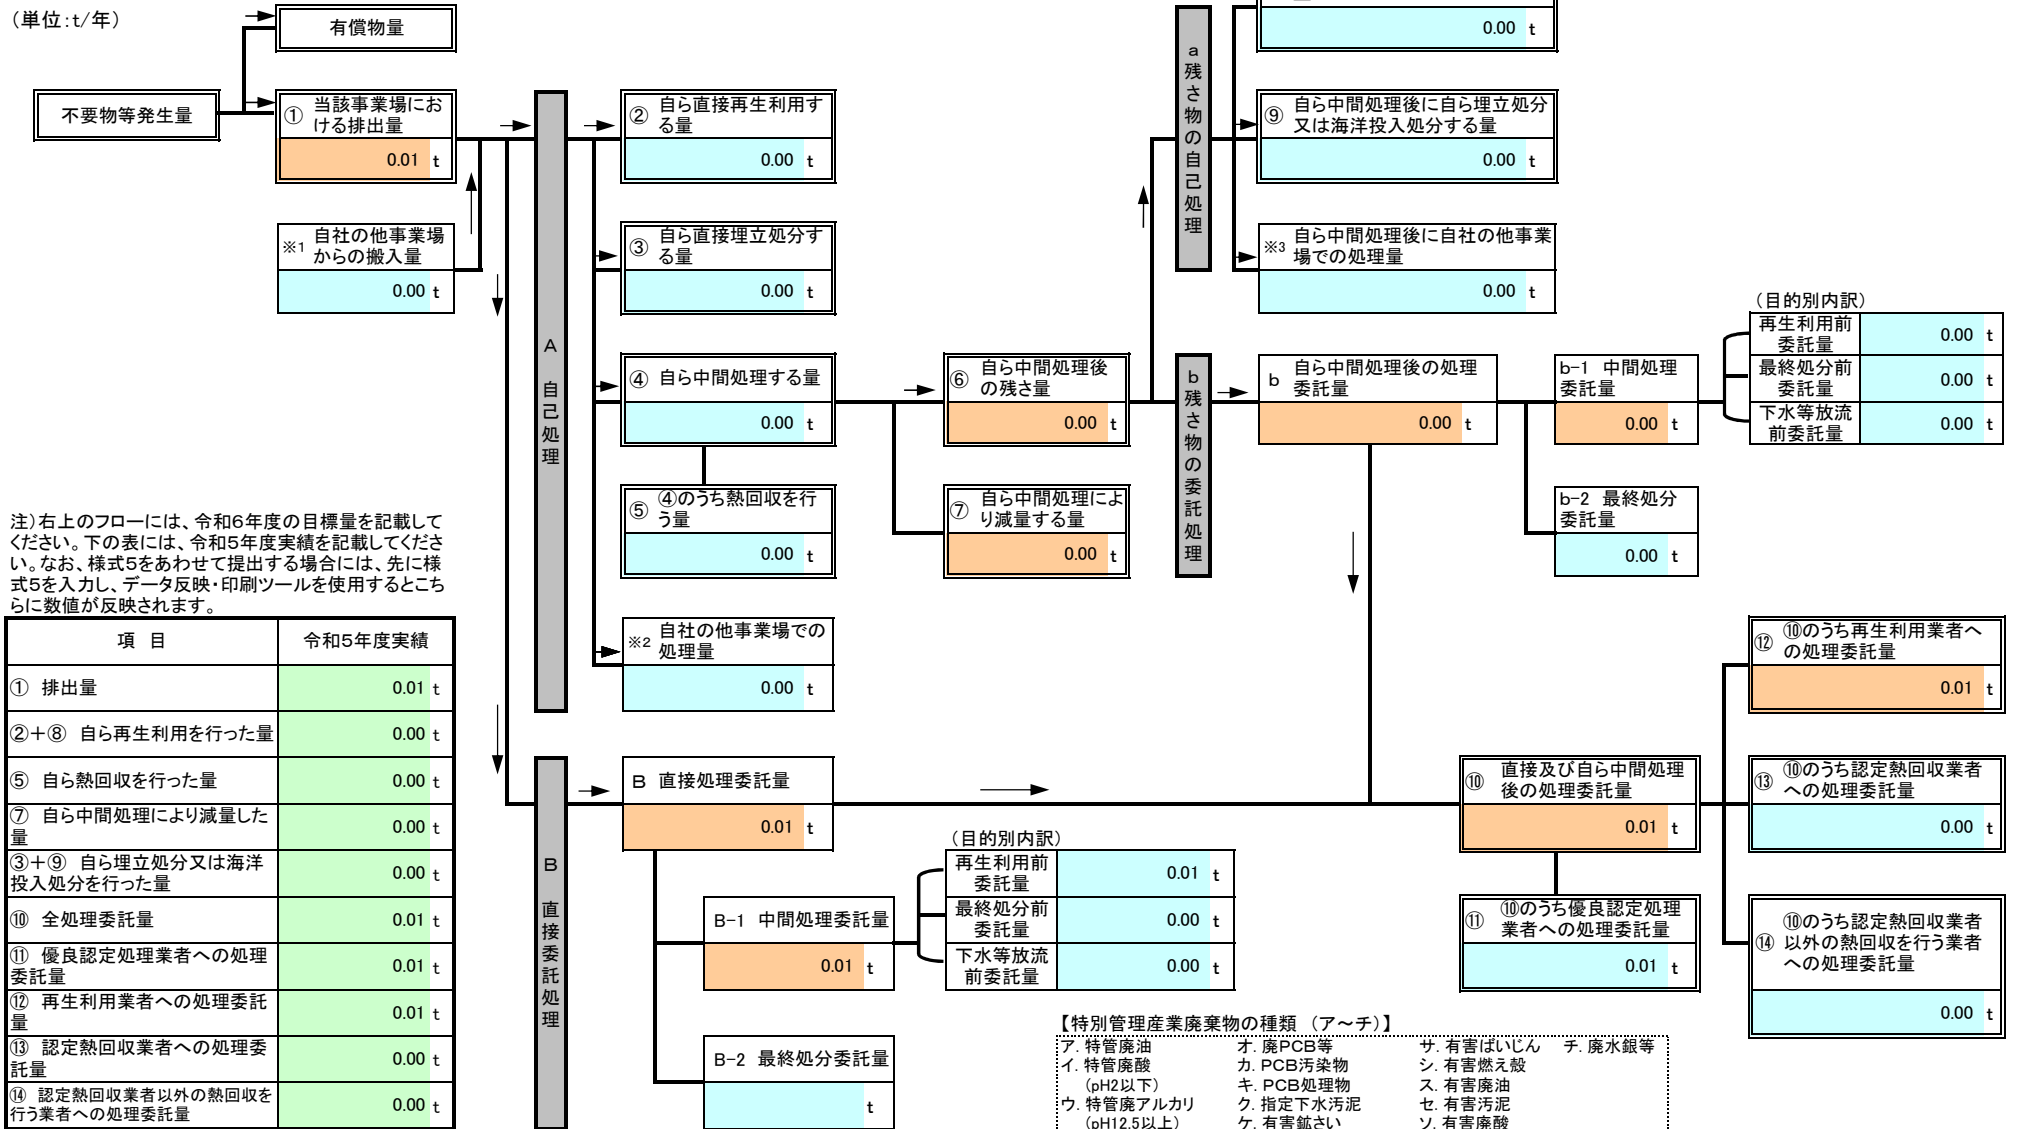 （単位：t/年）
有償物量
不要物等発生量
① 当該事業場にお
ける排出量
0.01 t
※1 自社の他事業場
からの搬入量
0.00 t
A 自己処理
② 自ら直接再生利用す
る量
0.00 t
③ 自ら直接埋立処分す
る量
0.00 t
④ 自ら中間処理する量
0.00 t
⑤ ④のうち熱回収を行
う量
0.00 t
※2 自社の他事業場での
処理量
0.00 t
⑥ 自ら中間処理後
の残さ量
0.00 t
⑦ 自ら中間処理によ
り減量する量
0.00 t
a 残さ物の自己処理
0.00 t
⑨ 自ら中間処理後に自ら埋立処分
又は海洋投入処分する量
0.00 t
※3 自ら中間処理後に自社の他事業
場での処理量
0.00 t
b 残さ物の委託処理
b 自ら中間処理後の処理
委託量
0.00 t
b-1 中間処理
委託量
0.00 t
b-2 最終処分
委託量
0.00 t
（目的別内訳）
再生利用前
委託量
0.00 t
最終処分前
委託量
0.00 t
下水等放流
前委託量
0.00 t
注）右上のフローには、令和6年度の目標量を記載して
ください。下の表には、令和5年度実績を記載してくださ
い。なお、様式5をあわせて提出する場合には、先に様
式5を入力し、データ反映・印刷ツールを使用するとこち
らに数値が反映されます。
項 目 令和5年度実績
① 排出量 0.01 t
②＋⑧ 自ら再生利用を行った量 0.00 t
⑤ 自ら熱回収を行った量 0.00 t
⑦ 自ら中間処理により減量した
量 0.00 t
③＋⑨ 自ら埋立処分又は海洋
投入処分を行った量 0.00 t
⑩ 全処理委託量 0.01 t
⑪ 優良認定処理業者への処理
委託量 0.01 t
⑫ 再生利用業者への処理委託
量 0.01 t
⑬ 認定熱回収業者への処理委
託量 0.00 t
⑭ 認定熱回収業者以外の熱回収を
行う業者への処理委託量 0.00 t
B 直接委託処理
B 直接処理委託量
0.01 t
B-1 中間処理委託量
0.01 t
B-2 最終処分委託量
t
（目的別内訳）
再生利用前
委託量
0.01 t
最終処分前
委託量
0.00 t
下水等放流
前委託量
0.00 t
⑩ 直接及び自ら中間処理
後の処理委託量
0.01 t
⑪ ⑩のうち優良認定処理
業者への処理委託量
0.01 t
⑫ ⑩のうち再生利用業者へ
の処理委託量
0.01 t
⑬ ⑩のうち認定熱回収業者
への処理委託量
0.00 t
⑭ ⑩のうち認定熱回収業者
以外の熱回収を行う業者
への処理委託量
0.00 t
【特別管理産業廃棄物の種類 （ア～チ）】
ア. 特管廃油 オ. 廃PCB等 サ. 有害ばいじん チ. 廃水銀等
イ. 特管廃酸 カ. PCB汚染物 シ. 有害燃え殻
（pH2以下） キ. PCB処理物 ス. 有害廃油
ウ. 特管廃アルカリ ク. 指定下水汚泥 セ. 有害汚泥
（pH12.5以上） ケ. 有害鉱さい ソ. 有害廃酸